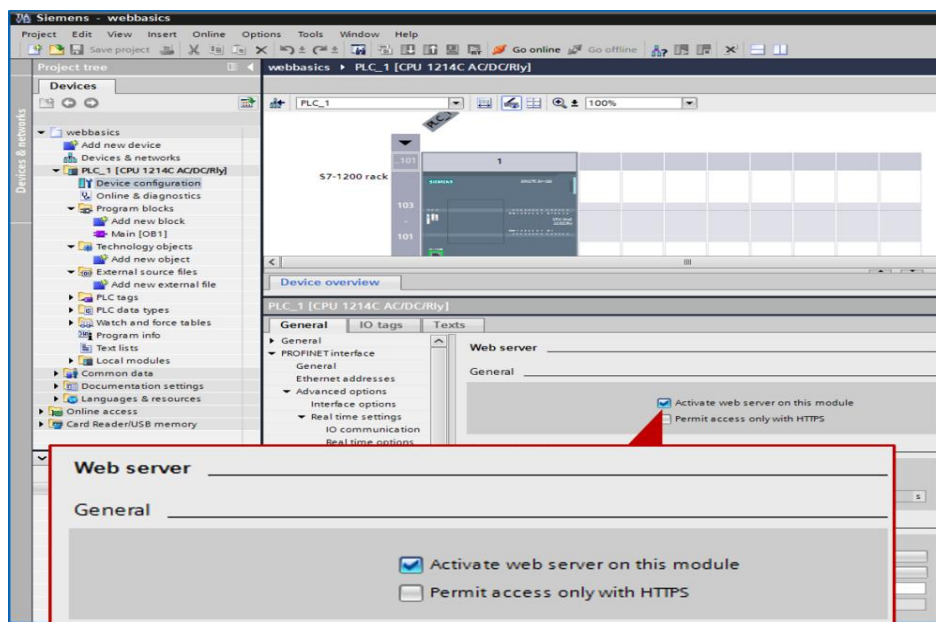 Siemens - webbasics
Project Edit View Insert Online Options Tools Window Help
Save project Go online Go offline
Project tree
webbasics ▸ PLC_1 [CPU 1214C AC/DC/Rly]
Devices
Devices & networks
PLC_1 100%
webbasics
Add new device
Devices & networks
PLC_1 [CPU 1214C AC/DC/Rly]
Device configuration
Online & diagnostics
Program blocks
Add new block
Main [OB1]
Technology objects
Add new object
External source files
Add new external file
PLC tags
PLC data types
Watch and force tables
Program info
Text lists
Local modules
Common data
Documentation settings
Languages & resources
Online access
Card Reader/USB memory
PLC_1
101 1
S7-1200 rack
SIEMENS
103
101
Device overview
PLC_1 [CPU 1214C AC/DC/Rly]
General IO tags Texts
General
PROFINET interface
General
Ethernet addresses
Advanced options
Interface options
Real time settings
IO communication
Real time options
Web server
General
Activate web server on this module
Permit access only with HTTPS
s
Web server
General
Activate web server on this module
Permit access only with HTTPS